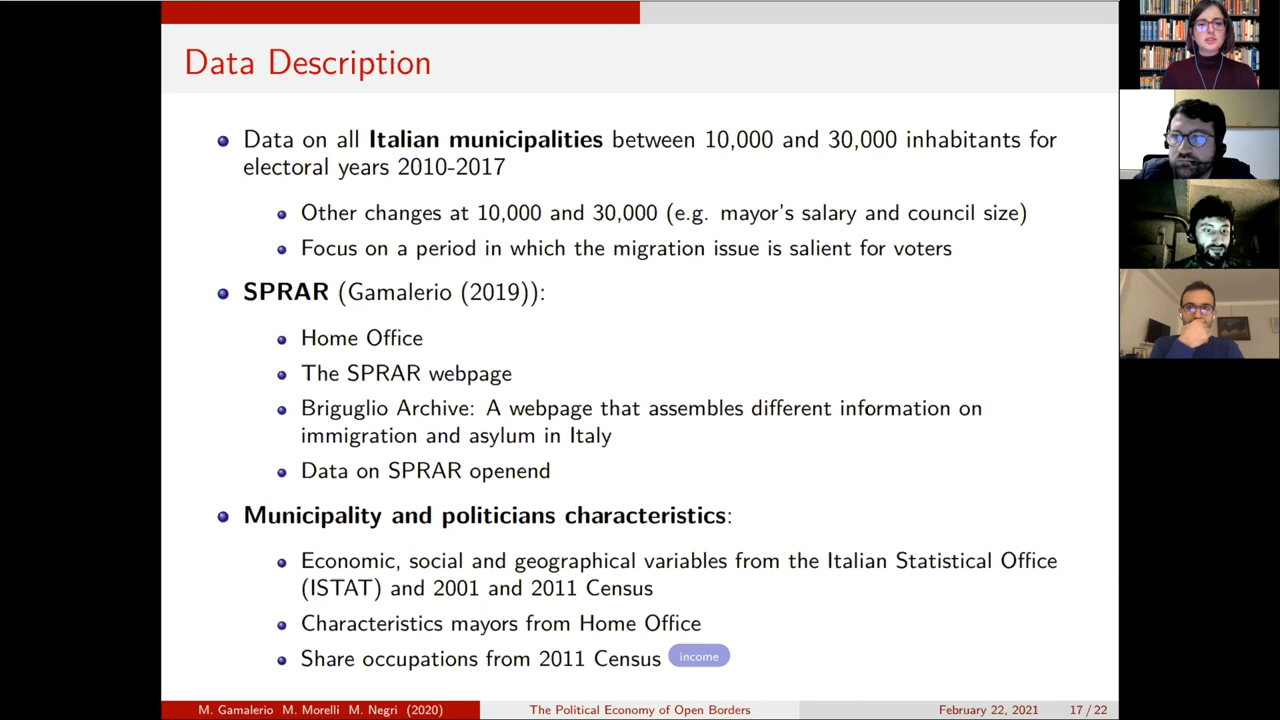 Data Description
Data on all Italian municipalities between 10,000 and 30,000 inhabitants for
electoral years 2010-2017
Other changes at 10,000 and 30,000 (e.g. mayor's salary and council size)
Focus on a period in which the migration issue is salient for voters
SPRAR (Gamalerio (2019)):
Home Office
The SPRAR webpage
Briguglio Archive: A webpage that assembles different information on
immigration and asylum in Italy
Data on SPRAR openend
Municipality and politicians characteristics:
Economic, social and geographical variables from the Italian Statistical Office
(ISTAT) and 2001 and 2011 Census
Characteristics mayors from Home Office
Share occupations from 2011 Census income
M. Gamalerio M. Morelli M. Negri (2020) The Political Economy of Open Borders February 22, 2021 17 / 22